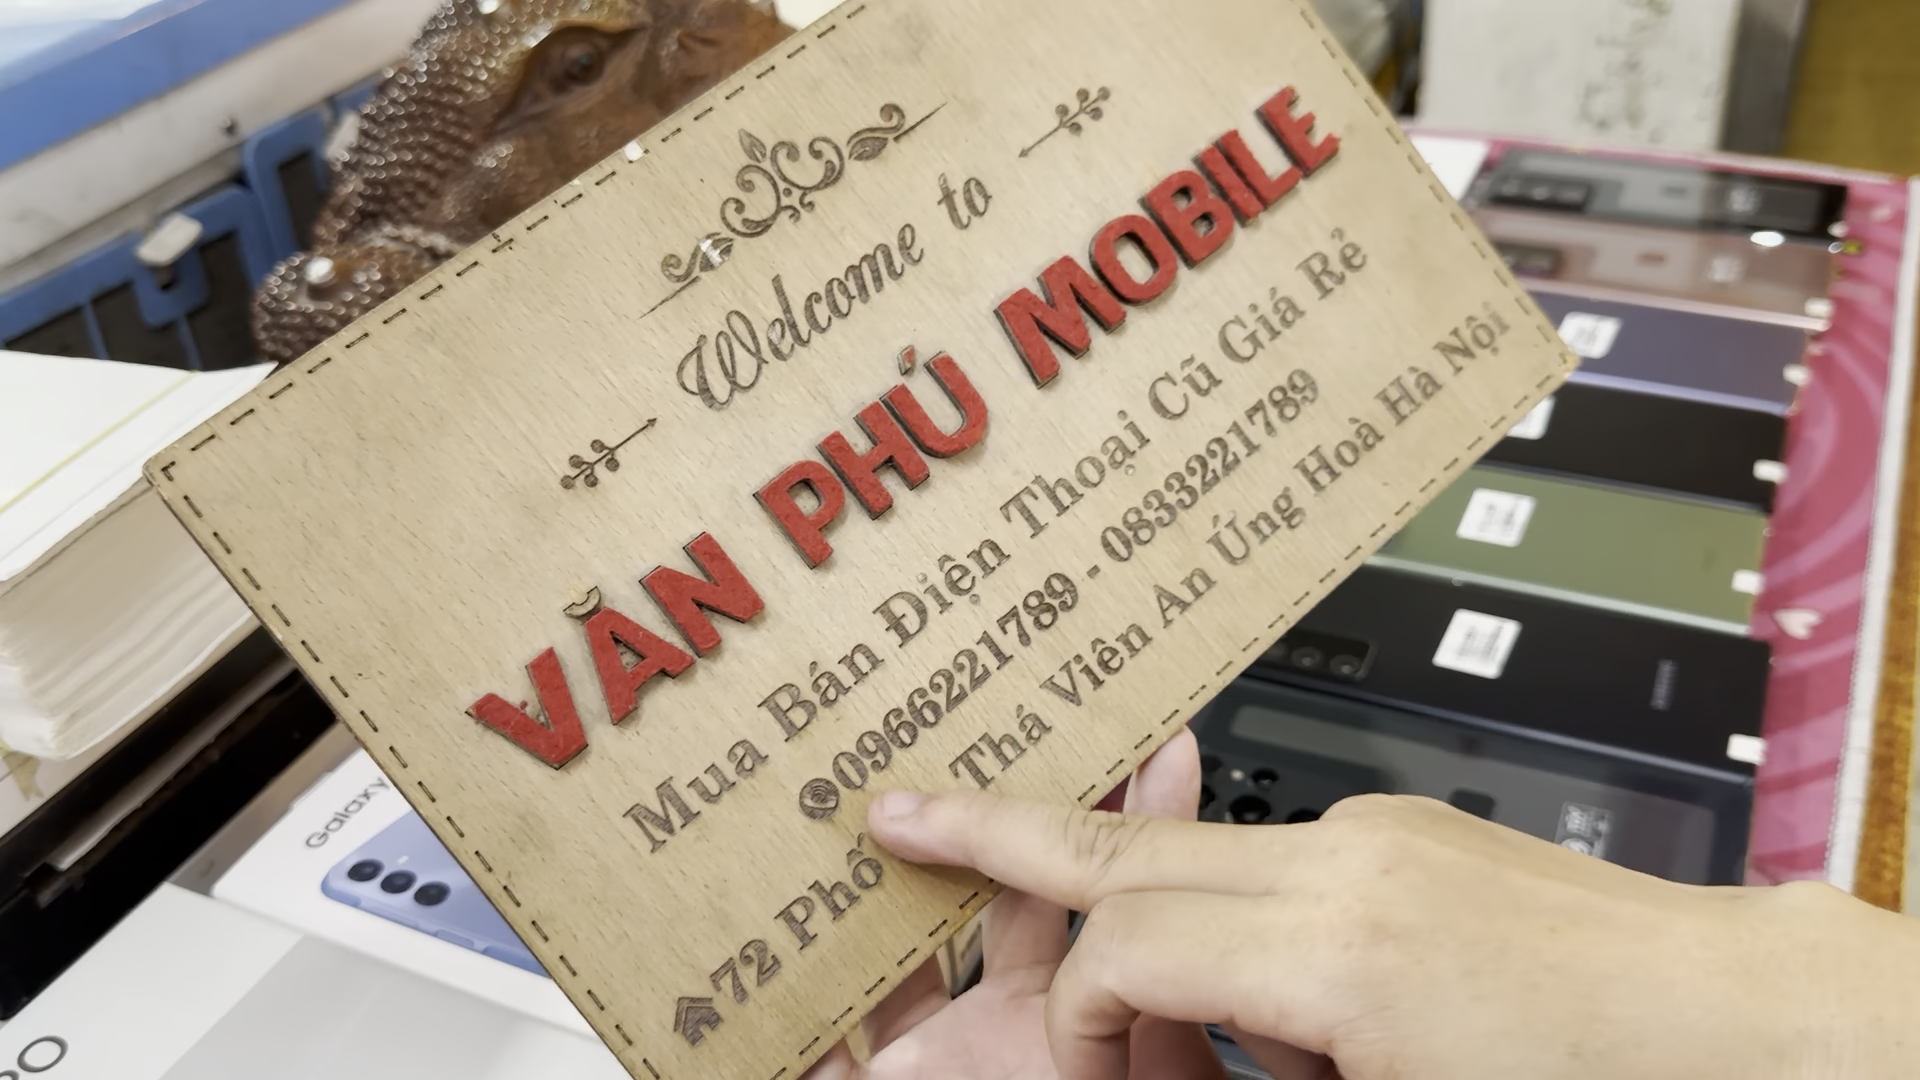 Welcome to
VĂN PHÚ MOBILE
Mua Bán Điện Thoại Cũ Giá Rẻ
0966221789 - 0833221789
72 Phố Thá Viên An Ứng Hoà Hà Nội
Galaxy
SAMSUNG